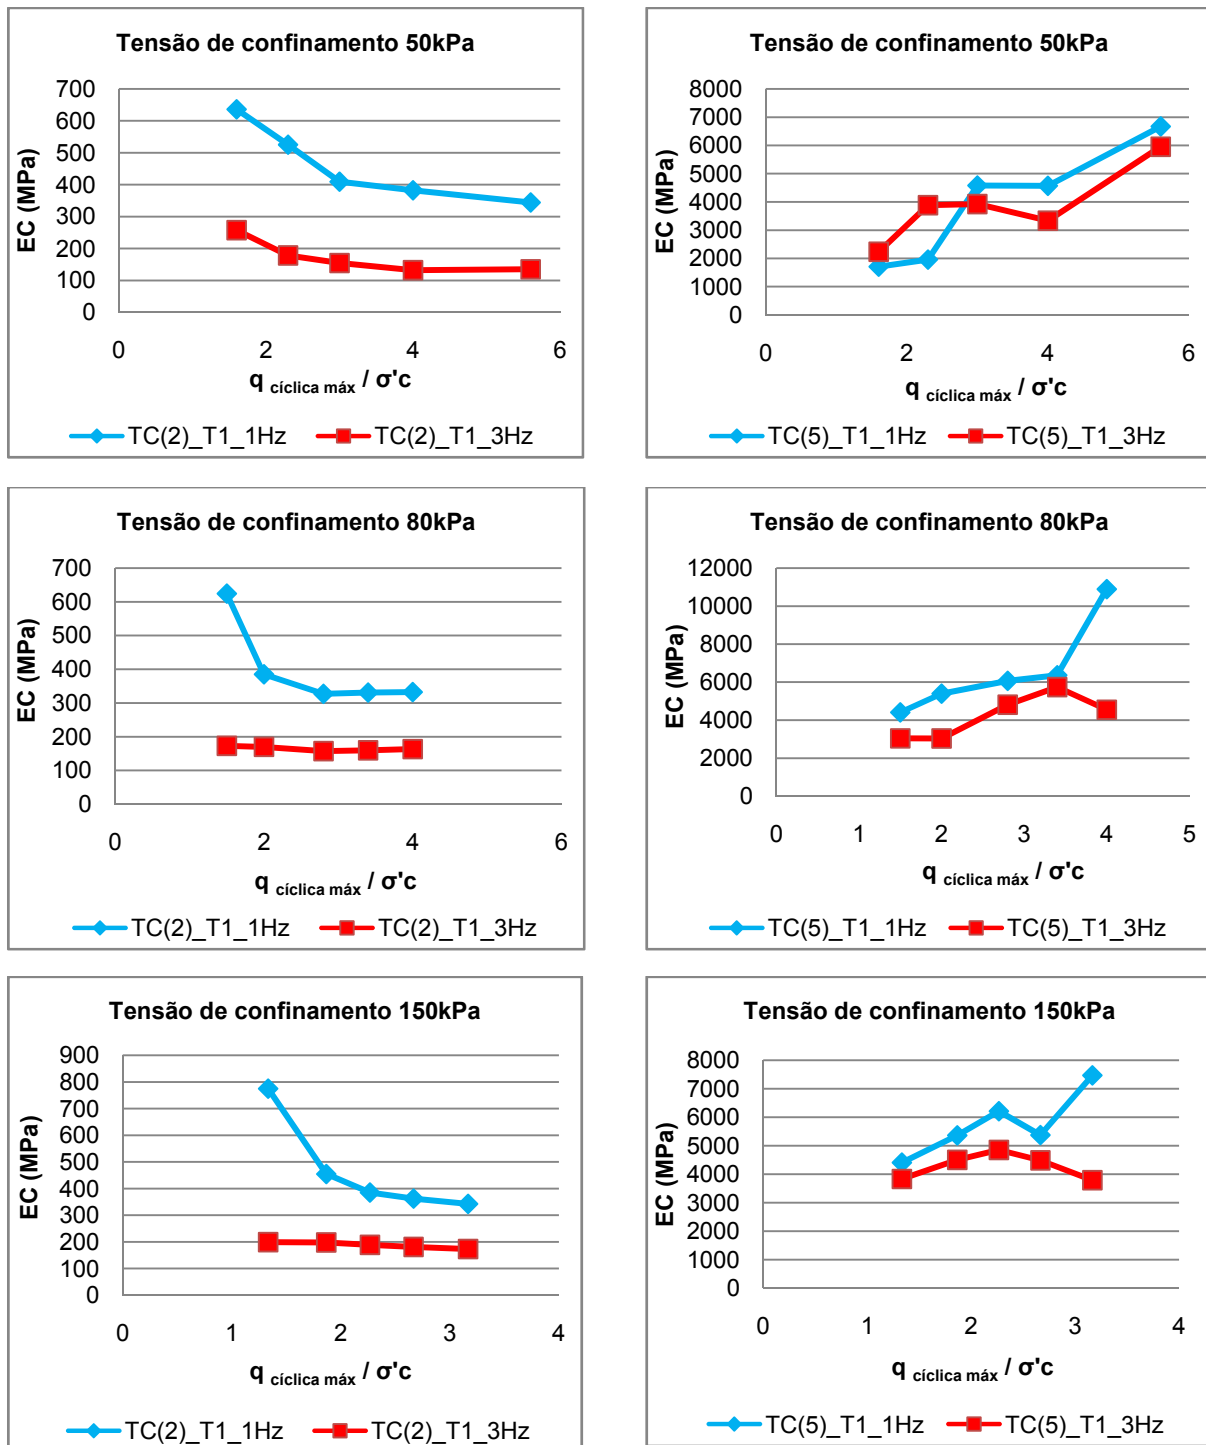 Tensão de confinamento 50kPa
EC (MPa)
700
600
500
400
300
200
100
0
0 2 4 6
q cíclica máx / σ'c
TC(2)_T1_1Hz TC(2)_T1_3Hz
Tensão de confinamento 50kPa
EC (MPa)
8000
7000
6000
5000
4000
3000
2000
1000
0
0 2 4 6
q cíclica máx / σ'c
TC(5)_T1_1Hz TC(5)_T1_3Hz
Tensão de confinamento 80kPa
EC (MPa)
700
600
500
400
300
200
100
0
0 2 4 6
q cíclica máx / σ'c
TC(2)_T1_1Hz TC(2)_T1_3Hz
Tensão de confinamento 80kPa
EC (MPa)
12000
10000
8000
6000
4000
2000
0
0 1 2 3 4 5
q cíclica máx / σ'c
TC(5)_T1_1Hz TC(5)_T1_3Hz
Tensão de confinamento 150kPa
EC (MPa)
900
800
700
600
500
400
300
200
100
0
0 1 2 3 4
q cíclica máx / σ'c
TC(2)_T1_1Hz TC(2)_T1_3Hz
Tensão de confinamento 150kPa
EC (MPa)
8000
7000
6000
5000
4000
3000
2000
1000
0
0 1 2 3 4
q cíclica máx / σ'c
TC(5)_T1_1Hz TC(5)_T1_3Hz